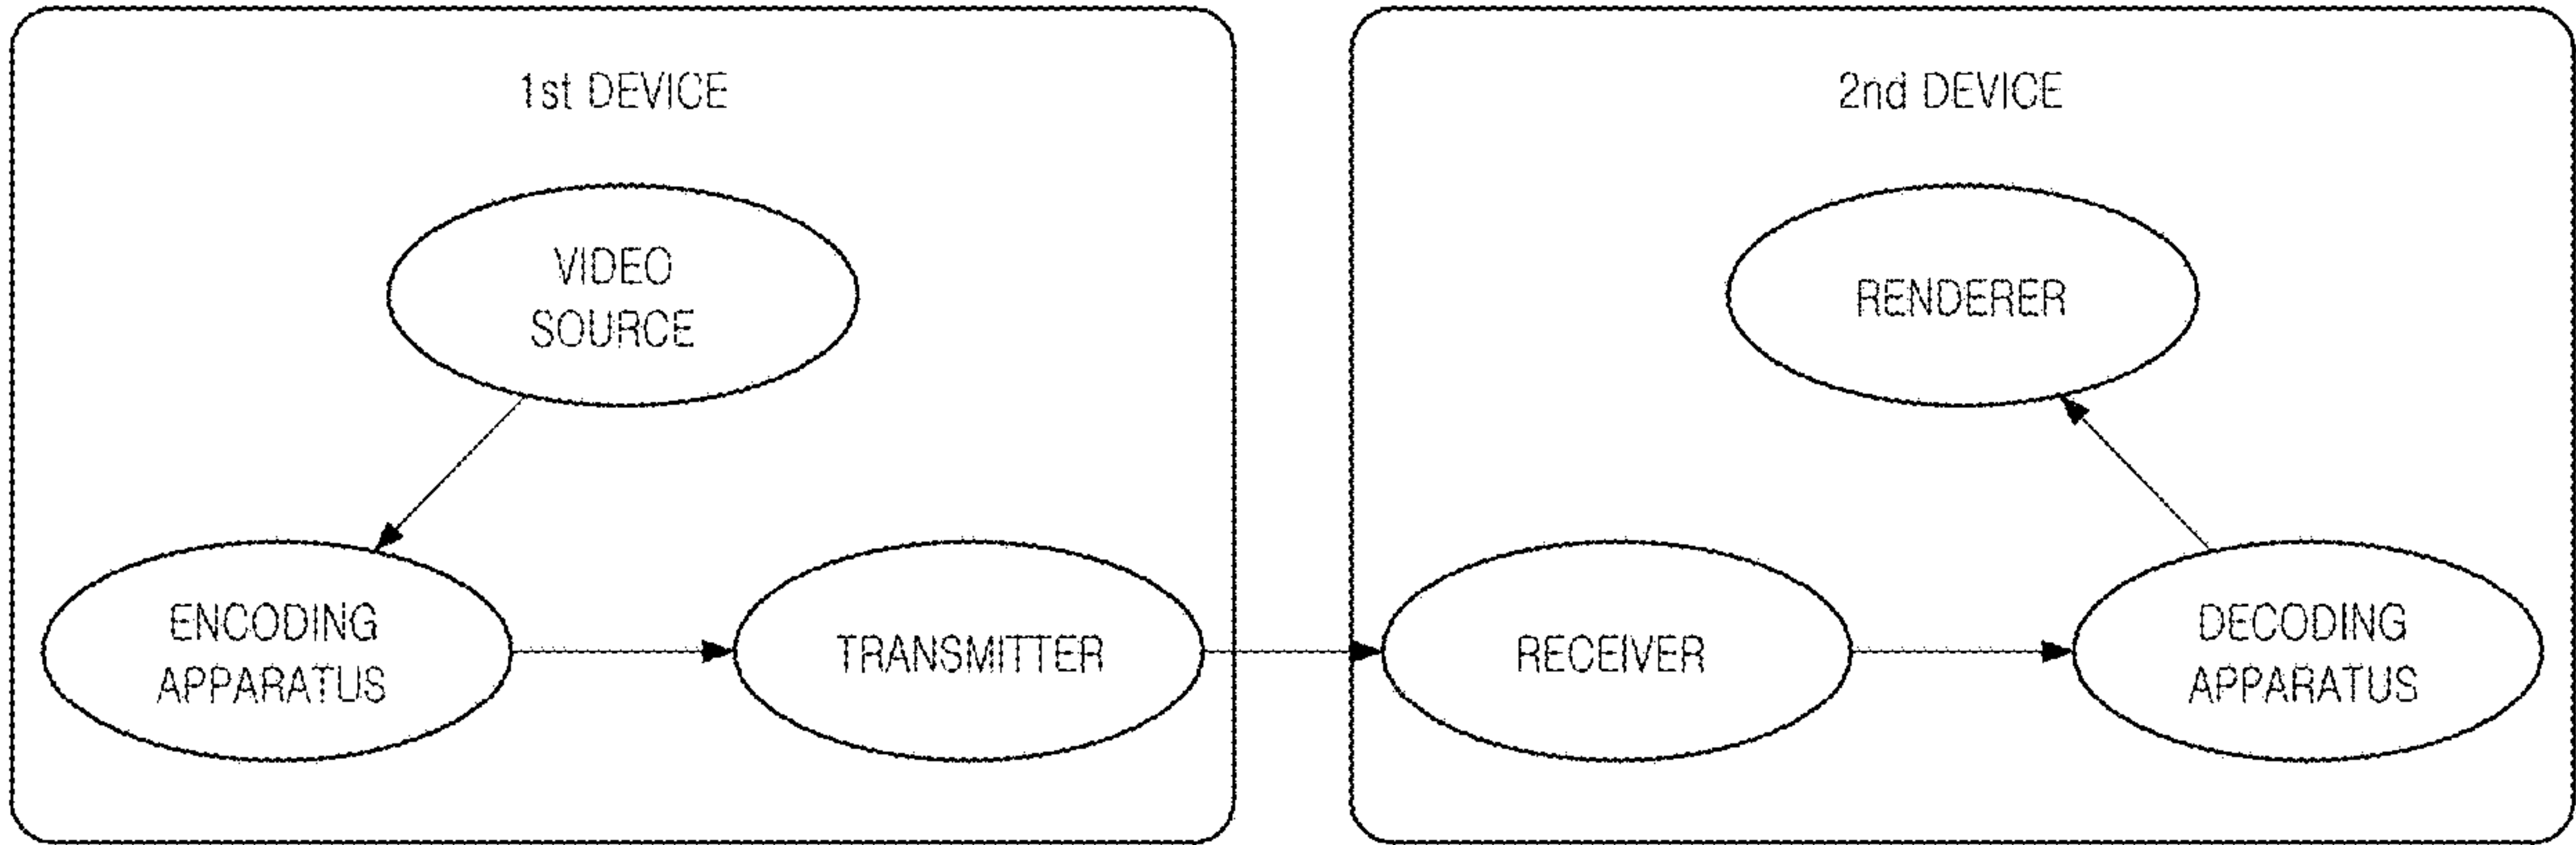 1st DEVICE
VIDEO
SOURCE
ENCODING
APPARATUS
TRANSMITTER
2nd DEVICE
RENDERER
RECEIVER
DECODING
APPARATUS